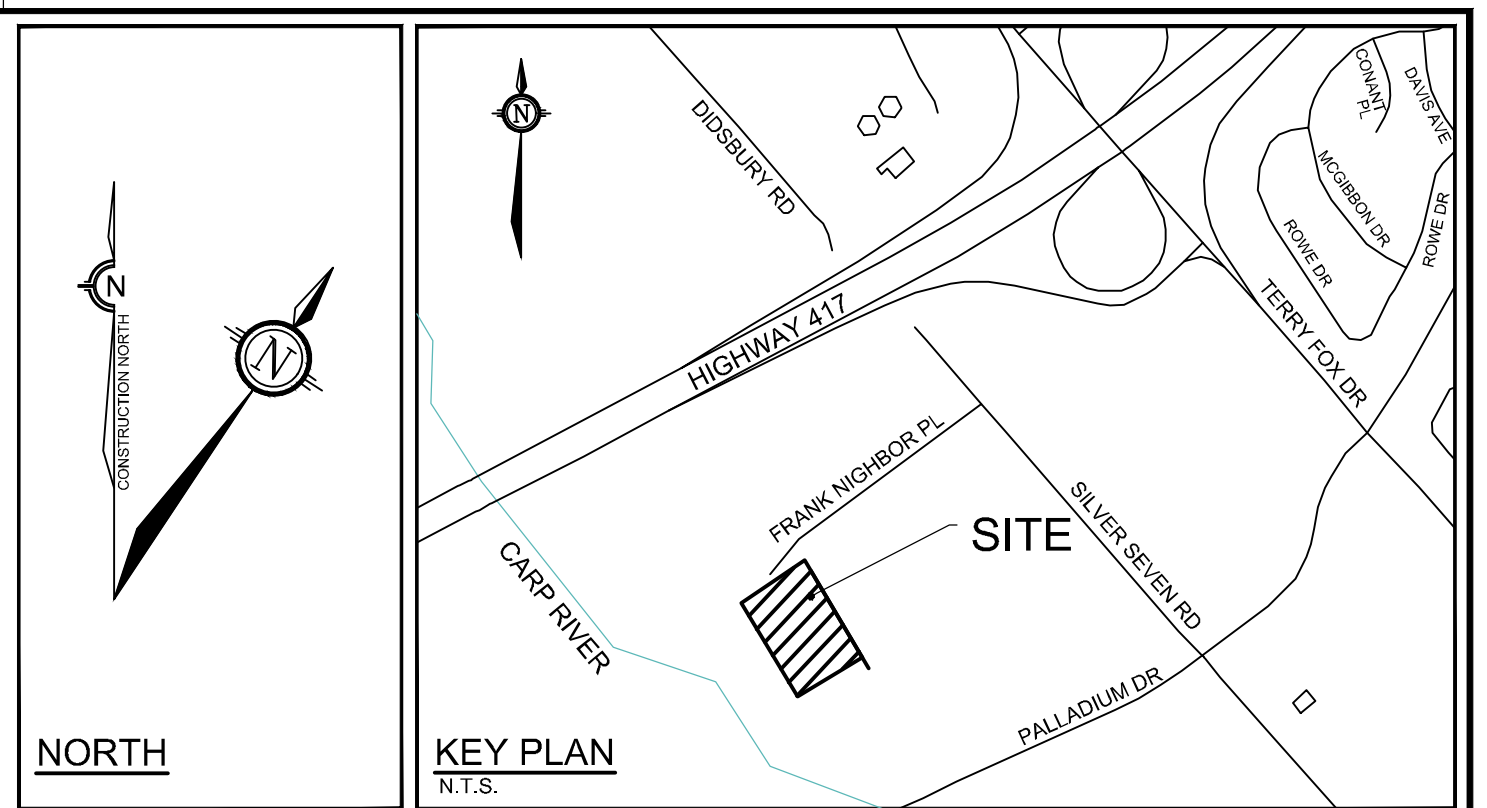 N
CONSTRUCTION NORTH
N
NORTH
N
DIDSBURY RD
CONANT
PL
DAVIS AVE
MCGIBBON DR
ROWE DR
ROWE DR
TERRY FOX DR
HIGHWAY 417
FRANK NIGHBOR PL
SILVER SEVEN RD
SITE
CARP RIVER
PALLADIUM DR
KEY PLAN
N.T.S.